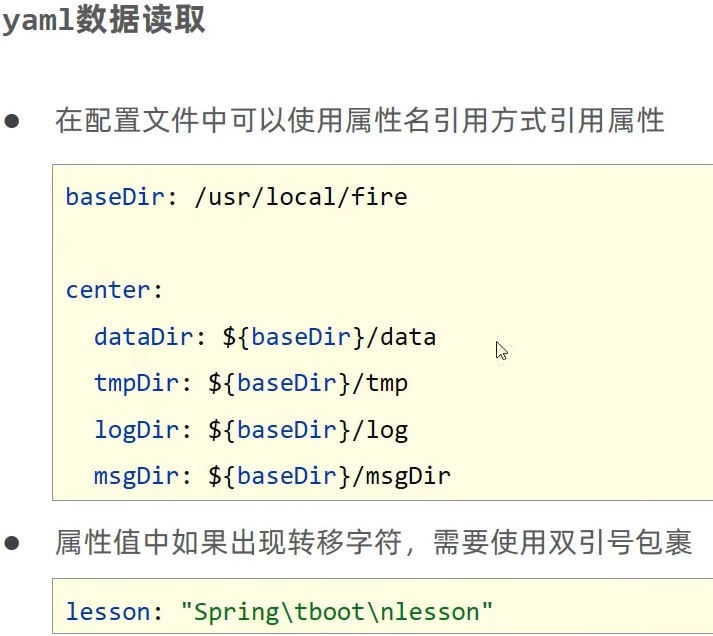 yaml数据读取
● 在配置文件中可以使用属性名引用方式引用属性
baseDir: /usr/local/fire
center:
  dataDir: ${baseDir}/data
  tmpDir: ${baseDir}/tmp
  logDir: ${baseDir}/log
  msgDir: ${baseDir}/msgDir
● 属性值中如果出现转移字符，需要使用双引号包裹
lesson: "Spring\tboot\nlesson"